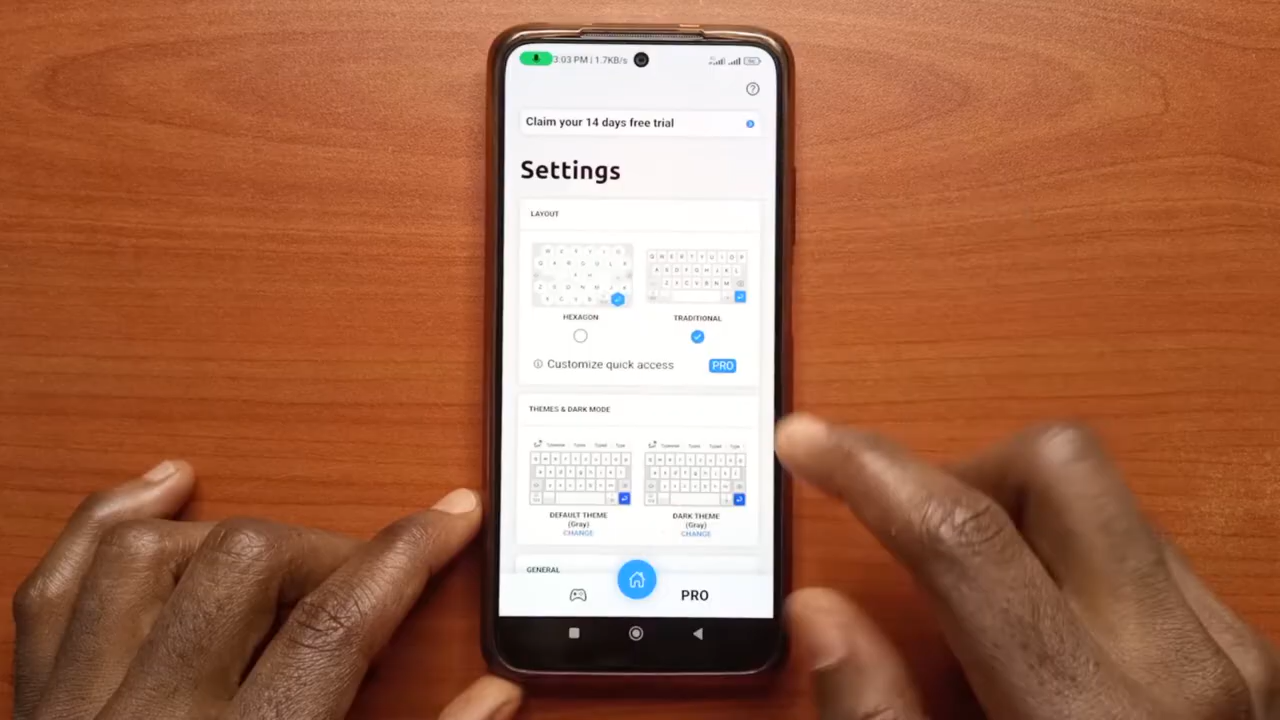 3:03 PM | 1.7KB/s
Claim your 14 days free trial
Settings
LAYOUT
HEXAGON
TRADITIONAL
Customize quick access
PRO
THEMES & DARK MODE
DEFAULT THEME
(Gray)
CHANGE
DARK THEME
(Gray)
CHANGE
GENERAL
PRO